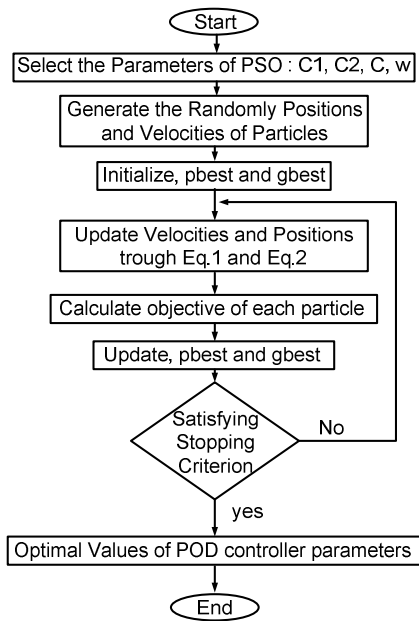 Start
Select the Parameters of PSO : C1, C2, C, w
Generate the Randomly Positions
and Velocities of Particles
Initialize, pbest and gbest
Update Velocities and Positions
trough Eq.1 and Eq.2
Calculate objective of each particle
Update, pbest and gbest
Satisfying
Stopping
Criterion
No
yes
Optimal Values of POD controller parameters
End